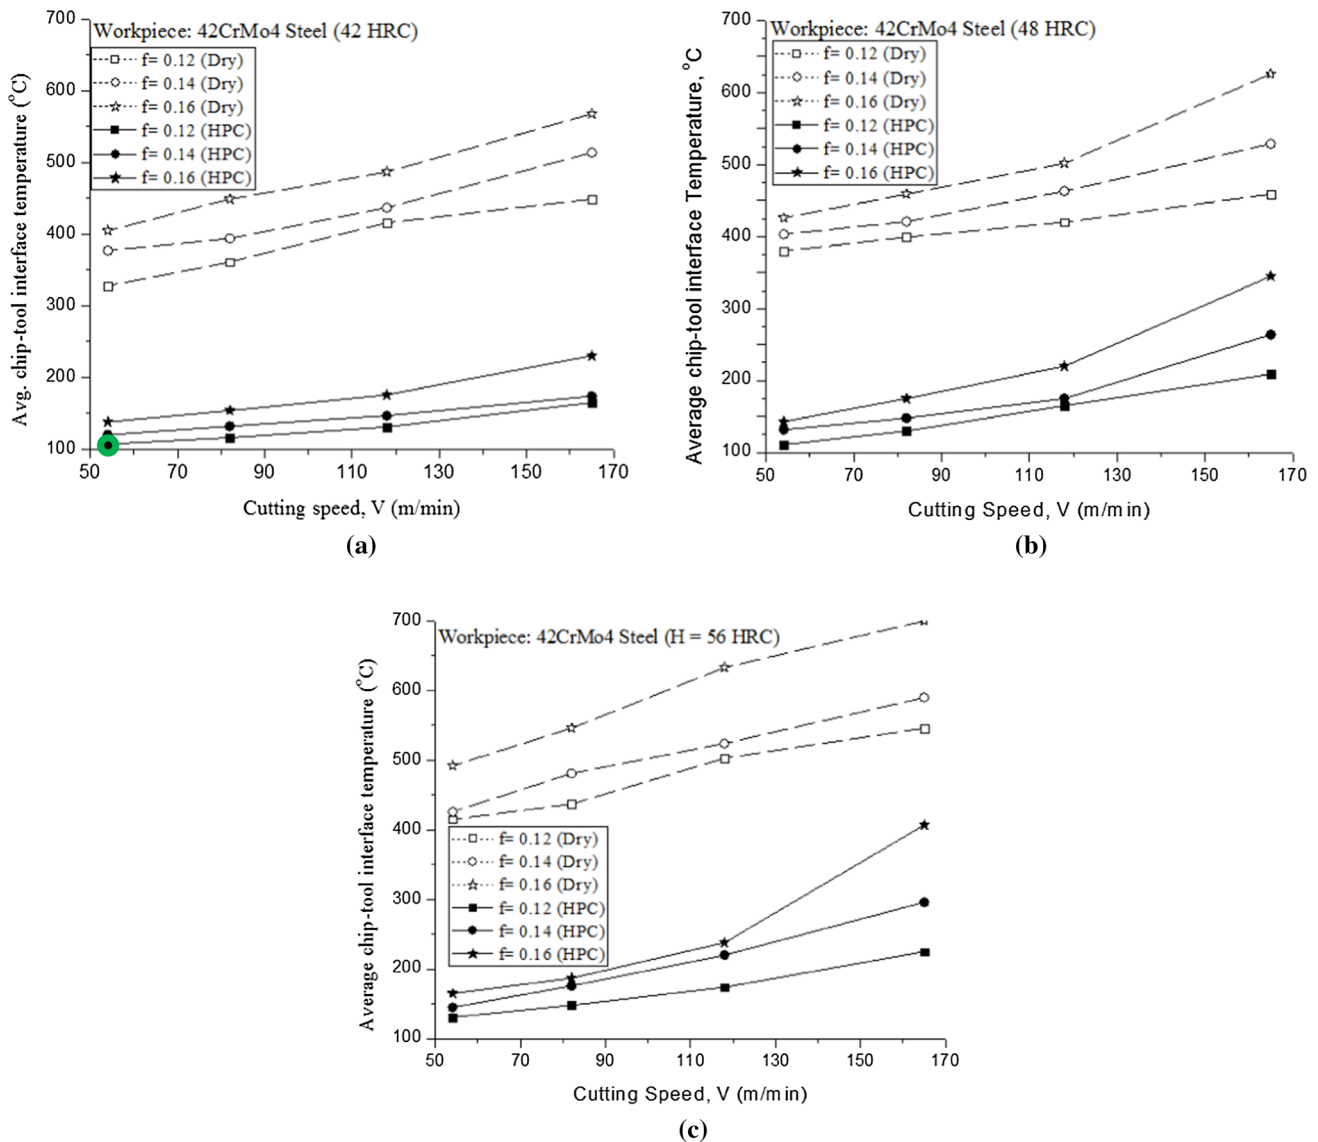 700
600
500
400
300
200
100
Avg. chip-tool interface temperature (°C)
Workpiece: 42CrMo4 Steel (42 HRC)
f= 0.12 (Dry)
f= 0.14 (Dry)
f= 0.16 (Dry)
f= 0.12 (HPC)
f= 0.14 (HPC)
f= 0.16 (HPC)
50 70 90 110 130 150 170
Cutting speed, V (m/min)
(a)
700
600
500
400
300
200
100
Average chip-tool interface Temperature, °C
Workpiece: 42CrMo4 Steel (48 HRC)
f= 0.12 (Dry)
f= 0.14 (Dry)
f= 0.16 (Dry)
f= 0.12 (HPC)
f= 0.14 (HPC)
f= 0.16 (HPC)
50 70 90 110 130 150 170
Cutting Speed, V (m/min)
(b)
700
600
500
400
300
200
100
Average chip-tool interface temperature (°C)
Workpiece: 42CrMo4 Steel (H = 56 HRC)
f= 0.12 (Dry)
f= 0.14 (Dry)
f= 0.16 (Dry)
f= 0.12 (HPC)
f= 0.14 (HPC)
f= 0.16 (HPC)
50 70 90 110 130 150 170
Cutting Speed, V (m/min)
(c)